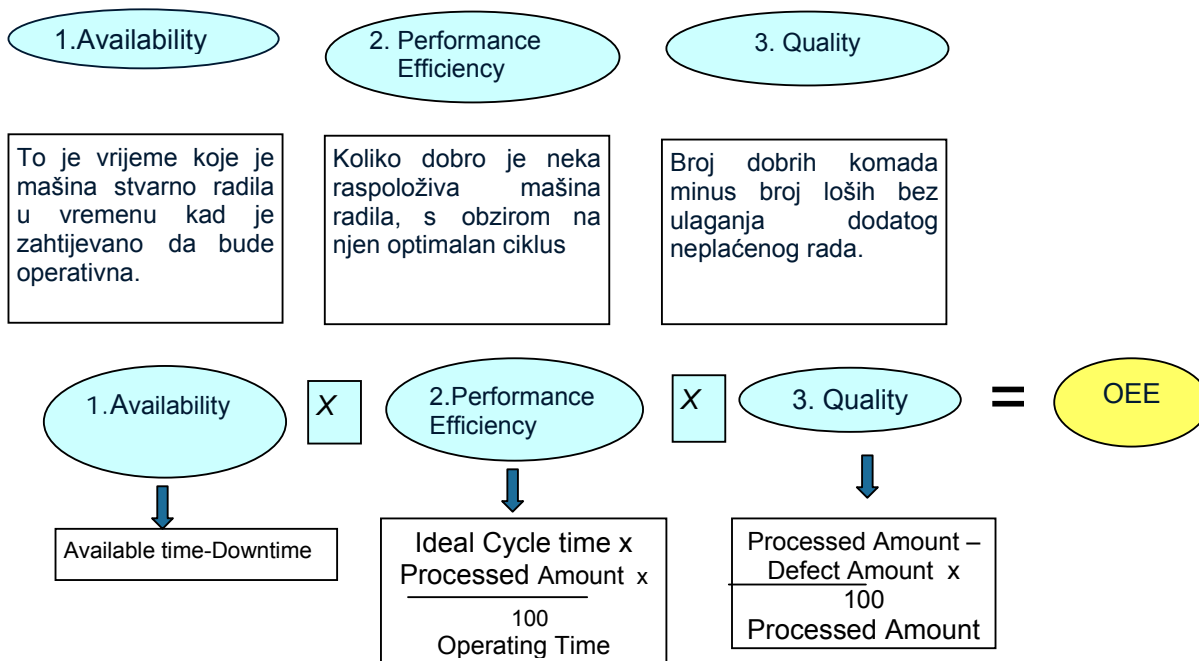 1.Availability
2. Performance
Efficiency
3. Quality
To je vrijeme koje je
mašina stvarno radila
u vremenu kad je
zahtijevano da bude
operativna.
Koliko dobro je neka
raspoloživa mašina
radila, s obzirom na
njen optimalan ciklus
Broj dobrih komada
minus broj loših bez
ulaganja dodatog
neplaćenog rada.
1.Availability
X
2.Performance
Efficiency
X
3. Quality
=
OEE
Available time-Downtime
Ideal Cycle time x
Processed Amount x
100
Operating Time
Processed Amount –
Defect Amount x
100
Processed Amount